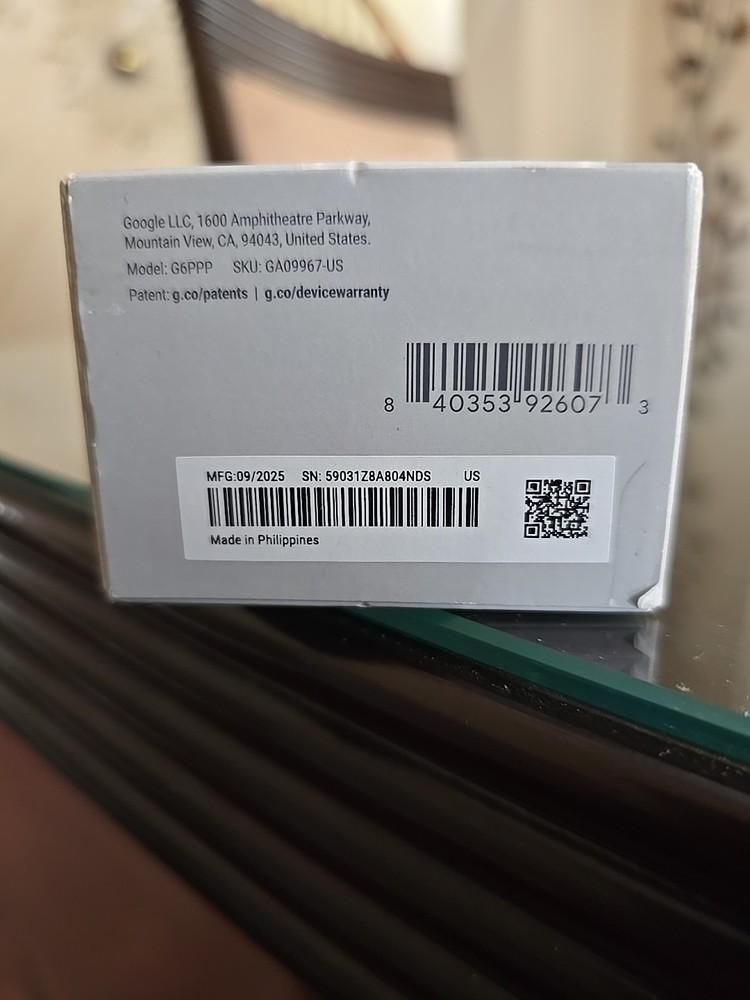 Google LLC, 1600 Amphitheatre Parkway,
Mountain View, CA, 94043, United States.
Model: G6PPP SKU: GA09967-US
Patent: g.co/patents | g.co/devicewarranty
8 40353 92607 3
MFG:09/2025 SN: 59031Z8A804NDS US
Made in Philippines